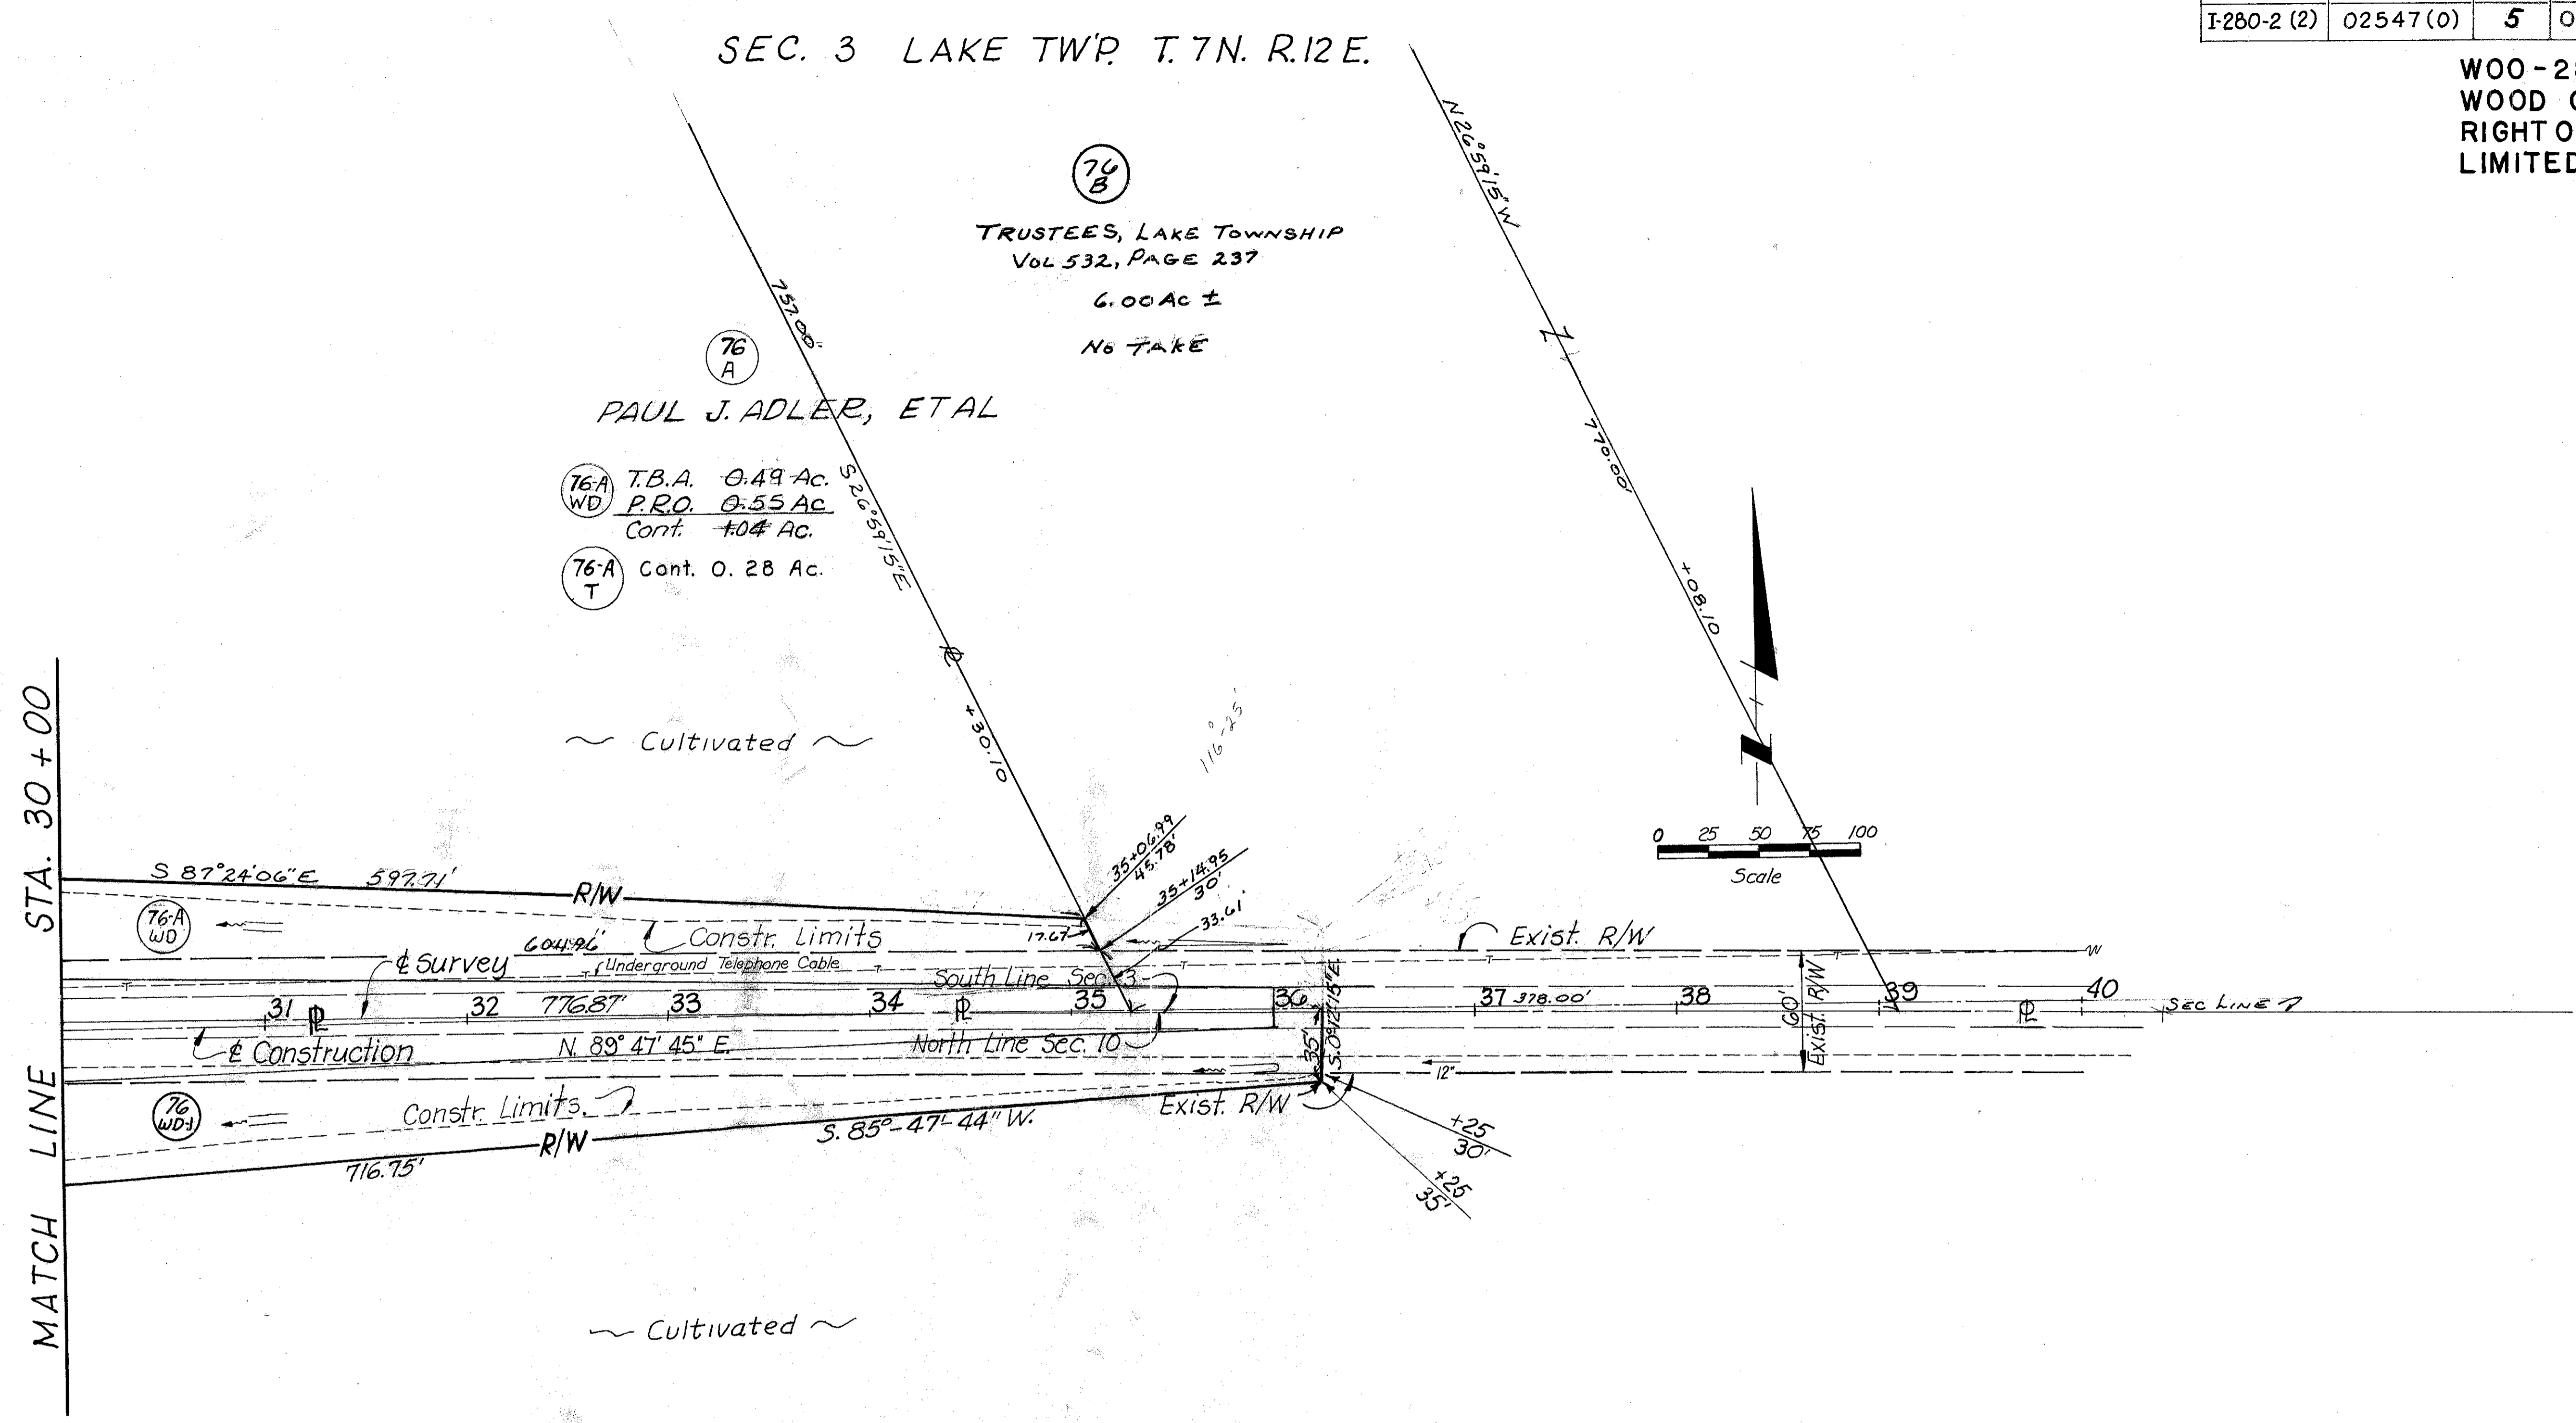 I-280-2 (2) 02547(0) 5
WOO-2
WOOD
RIGHT O
LIMITED
SEC. 3 LAKE TW'P. T. 7N. R.12 E.
N 26°59'15" W
76
B
TRUSTEES, LAKE TOWNSHIP
VOL 532, PAGE 237
6.00 AC ±
NO TAKE
757.00'
76
A
PAUL J. ADLER, ET AL
770.00'
76-A
WD
T.B.A. 0.49 Ac.
P.R.O. 0.55 Ac
Cont. 1.04 Ac.
S 26°59'15" E
76-A
T
Cont. 0.28 Ac.
+08.10
+30.10
~ Cultivated ~
116°-25'
MATCH LINE STA. 30+00
0 25 50 75 100
Scale
35+06.99
45.78'
35+14.95
30'
33.61'
17.67
S 87°24'06" E 597.71'
R/W
76-A
WD
604.96'
Constr. Limits
Exist. R/W
W
℄ Survey
Underground Telephone Cable
South Line Sec. 3
31 32 776.87' 33 34 35 36 37 378.00' 38 39 40
PL PL PL
SEC LINE
℄ Construction
N. 89° 47' 45" E.
North Line Sec. 10
35'
S. 0°12'15" E.
60'
Exist. R/W
12"
76
WD-1
Constr. Limits
Exist. R/W
S. 85°-47'-44" W.
R/W
716.75'
+25
30'
+25
35'
~ Cultivated ~